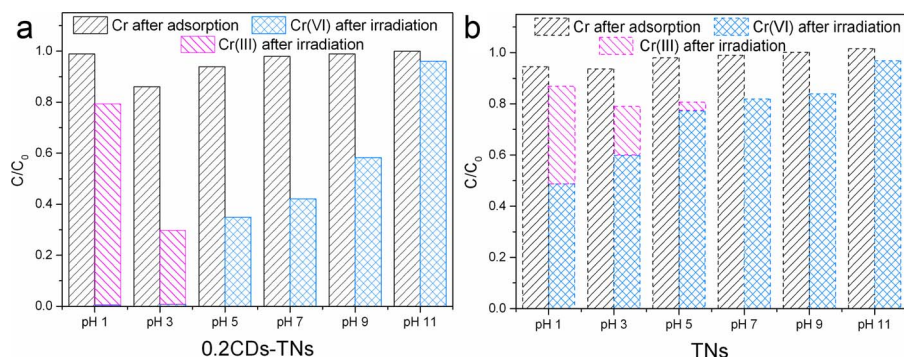 a
Cr after adsorption
Cr(VI) after irradiation
Cr(III) after irradiation
C/C0
1.0
0.8
0.6
0.4
0.2
0.0
pH 1 pH 3 pH 5 pH 7 pH 9 pH 11
0.2CDs-TNs
b
Cr after adsorption
Cr(VI) after irradiation
Cr(III) after irradiation
C/C0
1.0
0.8
0.6
0.4
0.2
0.0
pH 1 pH 3 pH 5 pH 7 pH 9 pH 11
TNs